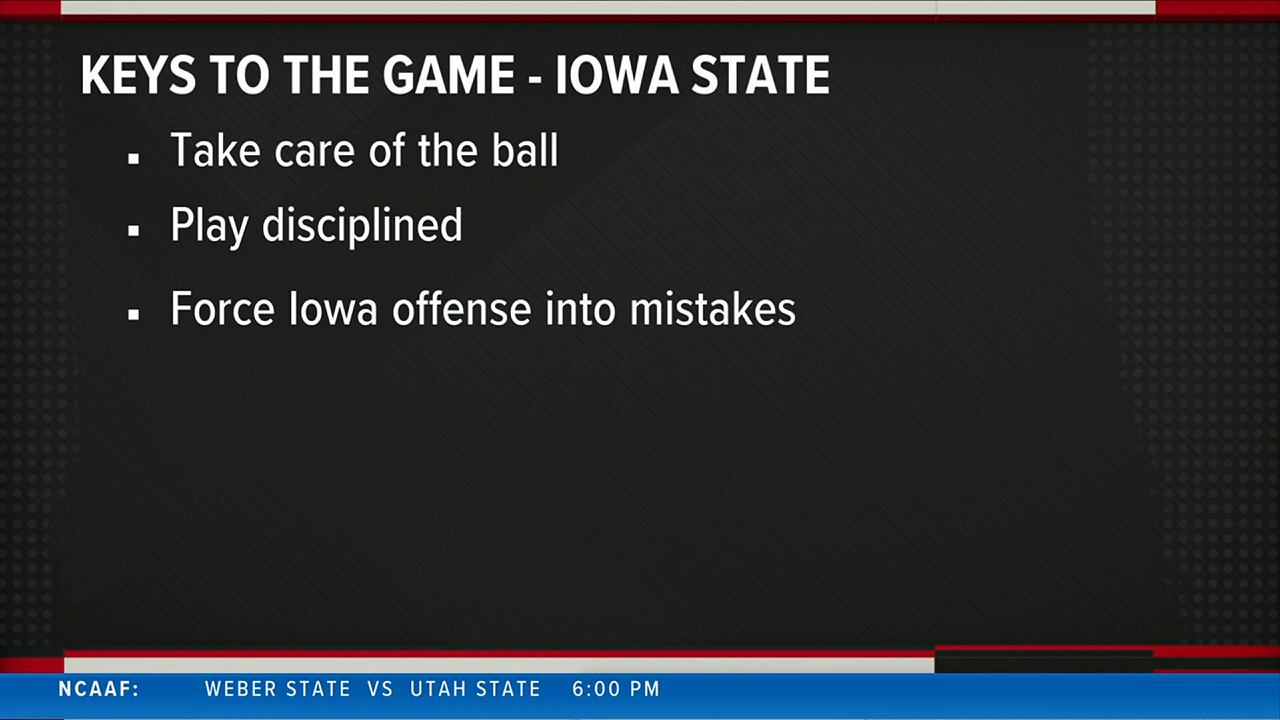 KEYS TO THE GAME - IOWA STATE
▪ Take care of the ball
▪ Play disciplined
▪ Force Iowa offense into mistakes
NCAAF: WEBER STATE VS UTAH STATE 6:00 PM